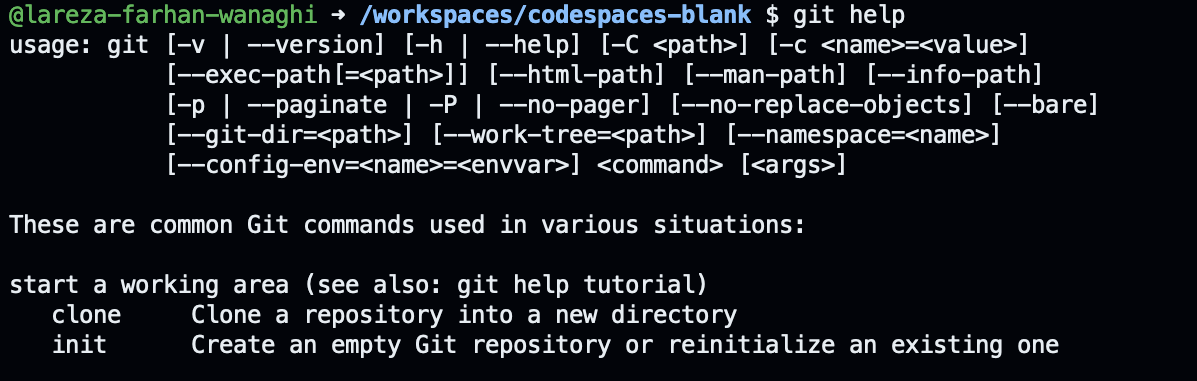 @lareza-farhan-wanaghi ➜ /workspaces/codespaces-blank $ git help
usage: git [-v | --version] [-h | --help] [-C <path>] [-c <name>=<value>]
           [--exec-path[=<path>]] [--html-path] [--man-path] [--info-path]
           [-p | --paginate | -P | --no-pager] [--no-replace-objects] [--bare]
           [--git-dir=<path>] [--work-tree=<path>] [--namespace=<name>]
           [--config-env=<name>=<envvar>] <command> [<args>]

These are common Git commands used in various situations:

start a working area (see also: git help tutorial)
   clone     Clone a repository into a new directory
   init      Create an empty Git repository or reinitialize an existing one